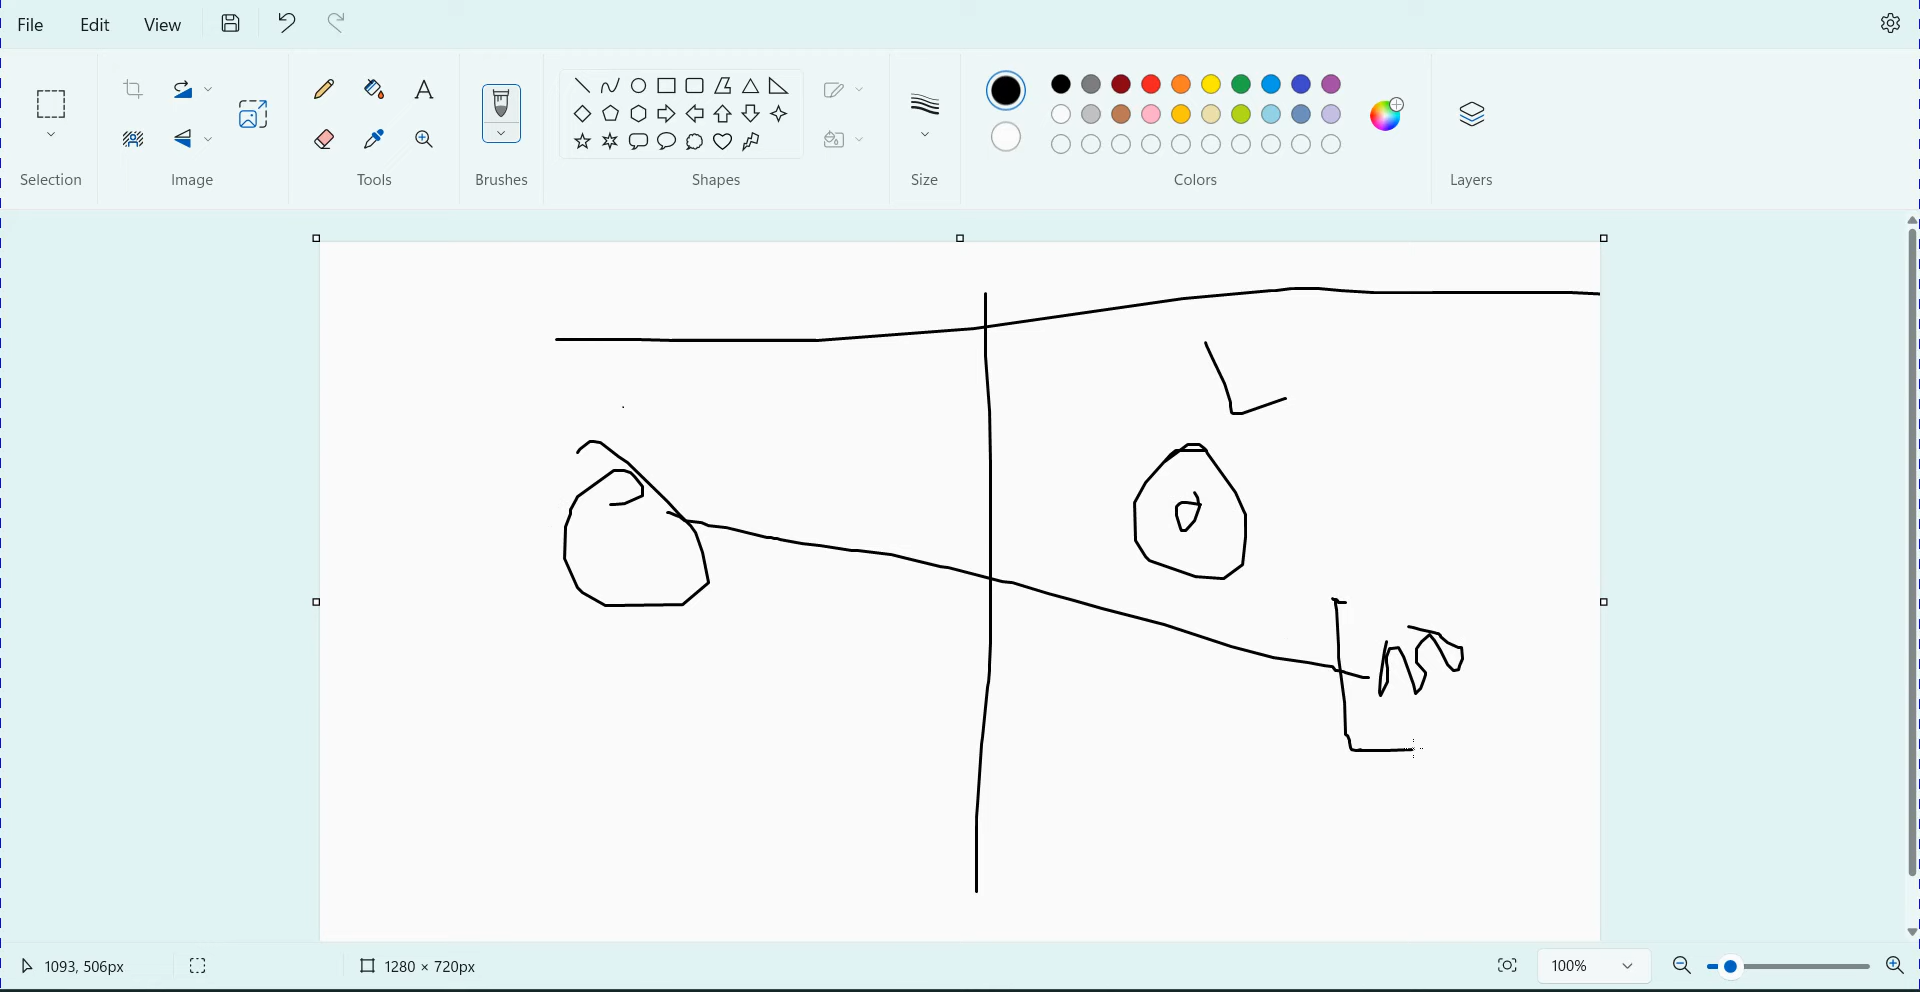 File Edit View
Selection Image Tools Brushes Shapes Size Colors Layers
L
1093, 506px 1280 × 720px 100%